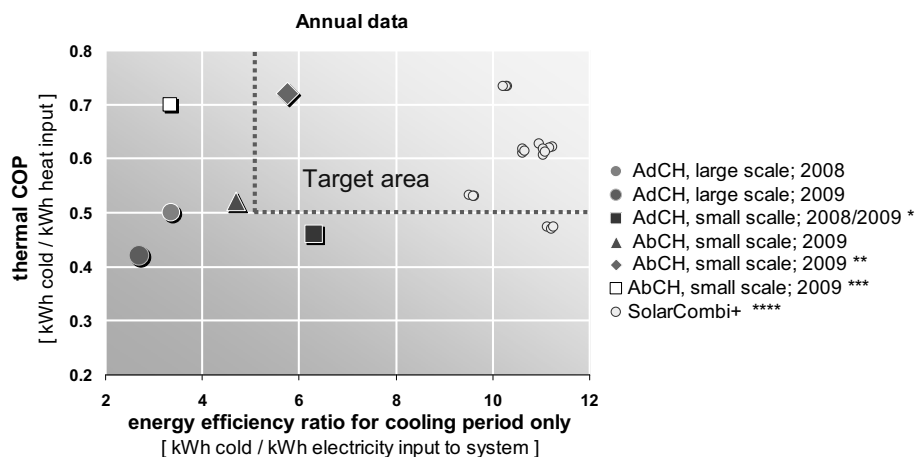 Annual data
0.8
0.7
0.6
0.5
0.4
0.3
0.2
thermal COP
[ kWh cold / kWh heat input ]
Target area
2
4
6
8
10
12
energy efficiency ratio for cooling period only
[ kWh cold / kWh electricity input to system ]
AdCH, large scale; 2008
AdCH, large scale; 2009
AdCH, small scalle; 2008/2009 *
AbCH, small scale; 2009
AbCH, small scale; 2009 **
AbCH, small scale; 2009 ***
SolarCombi+ ****